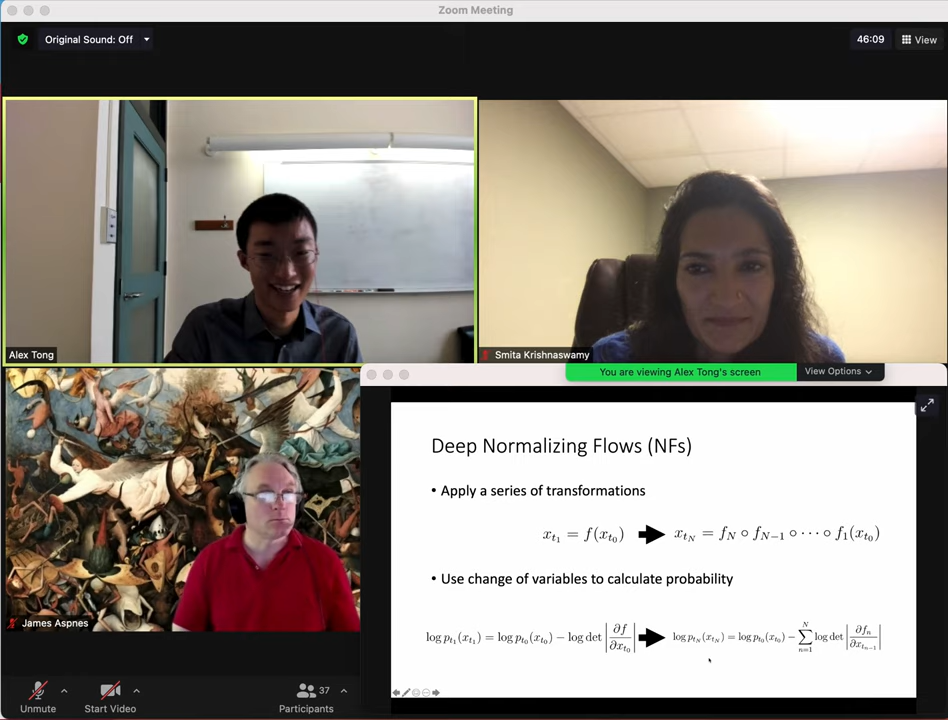 Zoom Meeting
Original Sound: Off
46:09
View
Alex Tong
Smita Krishnaswamy
You are viewing Alex Tong's screen
View Options
James Aspnes
Deep Normalizing Flows (NFs)
• Apply a series of transformations
x_{t_1} = f(x_{t_0}) ➡ x_{t_N} = f_N ∘ f_{N−1} ∘ ⋯ ∘ f_1(x_{t_0})
• Use change of variables to calculate probability
log p_{t_1}(x_{t_1}) = log p_{t_0}(x_{t_0}) − log det |∂f/∂x_{t_0}| ➡ log p_{t_N}(x_{t_N}) = log p_{t_0}(x_{t_0}) − ∑_{n=1}^{N} log det |∂f_n/∂x_{t_{n−1}}|
Unmute
Start Video
37
Participants